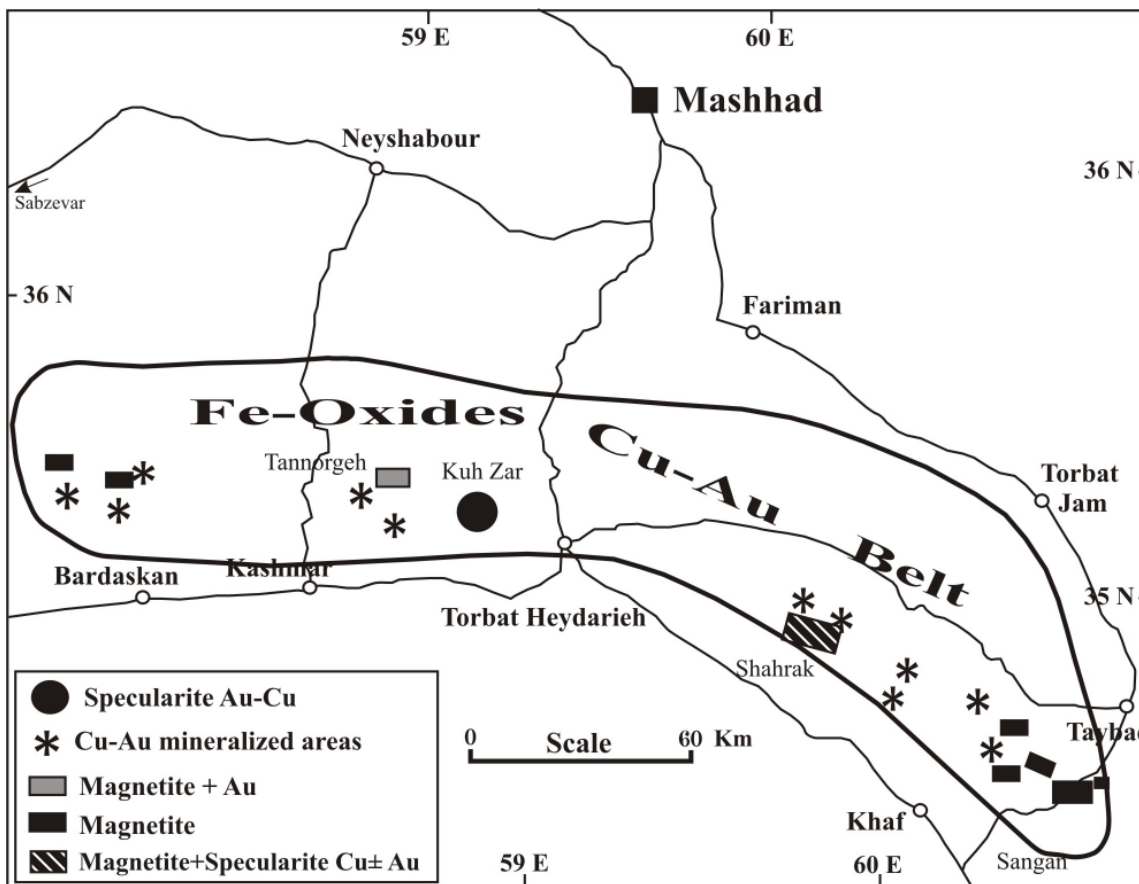 59 E
60 E
Mashhad
Neyshabour
36 N
Sabzevar
36 N
Fariman
Fe-Oxides
Cu-Au
Belt
Tannorgeh
Kuh Zar
Torbat
Jam
Bardaskan
Kashmar
35 N
Torbat Heydarieh
Shahrak
Specularite Au-Cu
Cu-Au mineralized areas
Magnetite + Au
Magnetite
Magnetite+Specularite Cu± Au
0
Scale
60 Km
Taybad
Khaf
Sangan
59 E
60 E